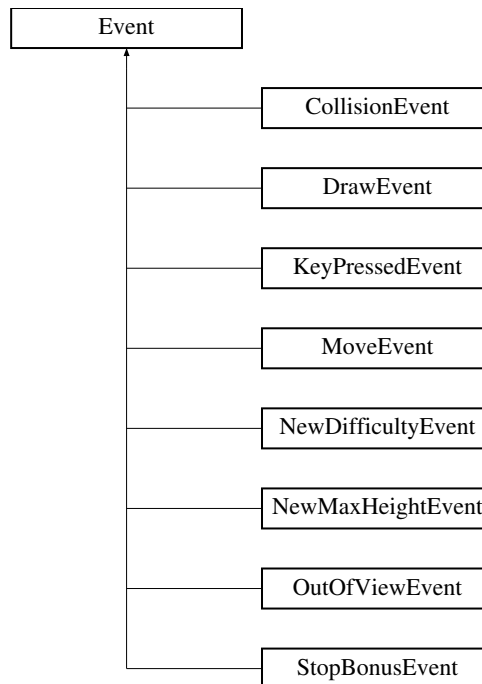 Event
CollisionEvent
DrawEvent
KeyPressedEvent
MoveEvent
NewDifficultyEvent
NewMaxHeightEvent
OutOfViewEvent
StopBonusEvent